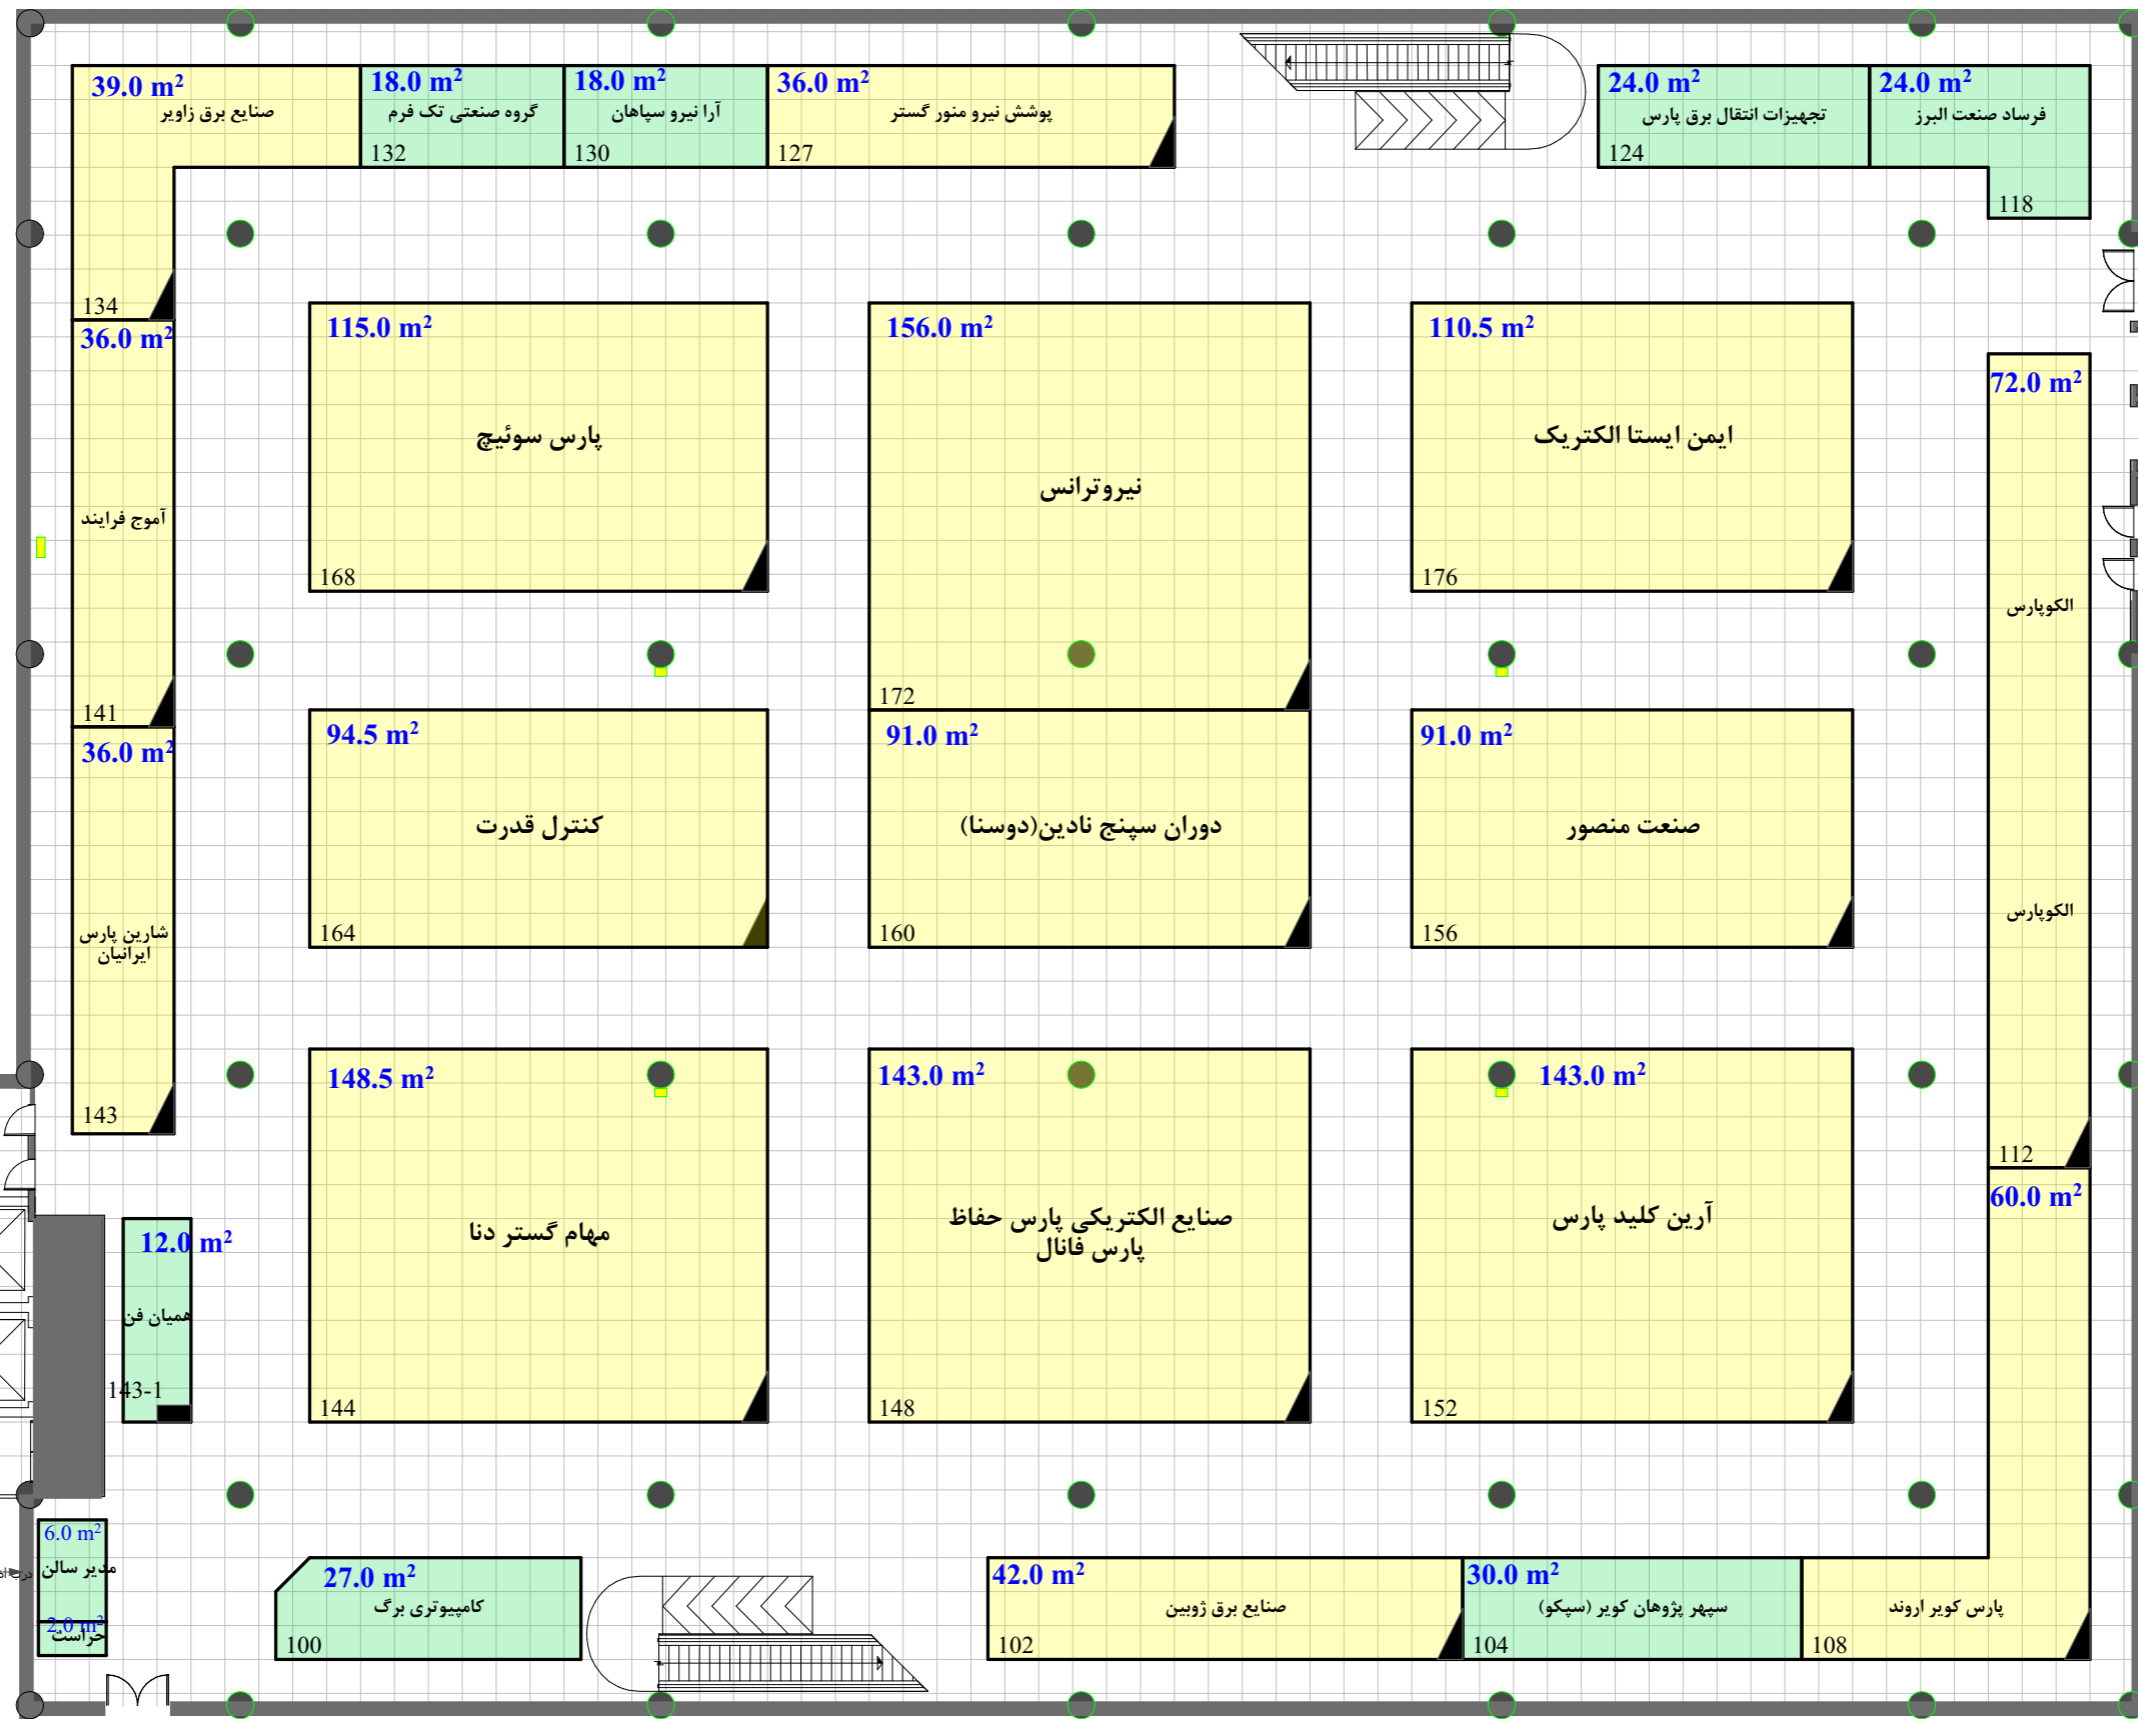 39.0 m²
صنایع برق زاویر
134
18.0 m²
گروه صنعتی تک فرم
132
18.0 m²
آرا نیرو سپاهان
130
36.0 m²
پوشش نیرو منور گستر
127
24.0 m²
تجهیزات انتقال برق پارس
124
24.0 m²
فرساد صنعت البرز
118
36.0 m²
آموج فرایند
141
115.0 m²
پارس سوئیچ
168
156.0 m²
نیروترانس
172
110.5 m²
ایمن ایستا الکتریک
176
72.0 m²
الکوپارس
الکوپارس
112
36.0 m²
شارین پارس
ایرانیان
143
94.5 m²
کنترل قدرت
164
91.0 m²
دوران سپنج نادین(دوسنا)
160
91.0 m²
صنعت منصور
156
12.0 m²
همیان فن
143-1
148.5 m²
مهام گستر دنا
144
143.0 m²
صنایع الکتریکی پارس حفاظ
پارس فانال
148
143.0 m²
آرین کلید پارس
152
60.0 m²
پارس کویر اروند
108
6.0 m²
مدیر سالن
2.0 m²
حراست
27.0 m²
کامپیوتری برگ
100
42.0 m²
صنایع برق ژوبین
102
30.0 m²
سپهر پژوهان کویر (سپکو)
104